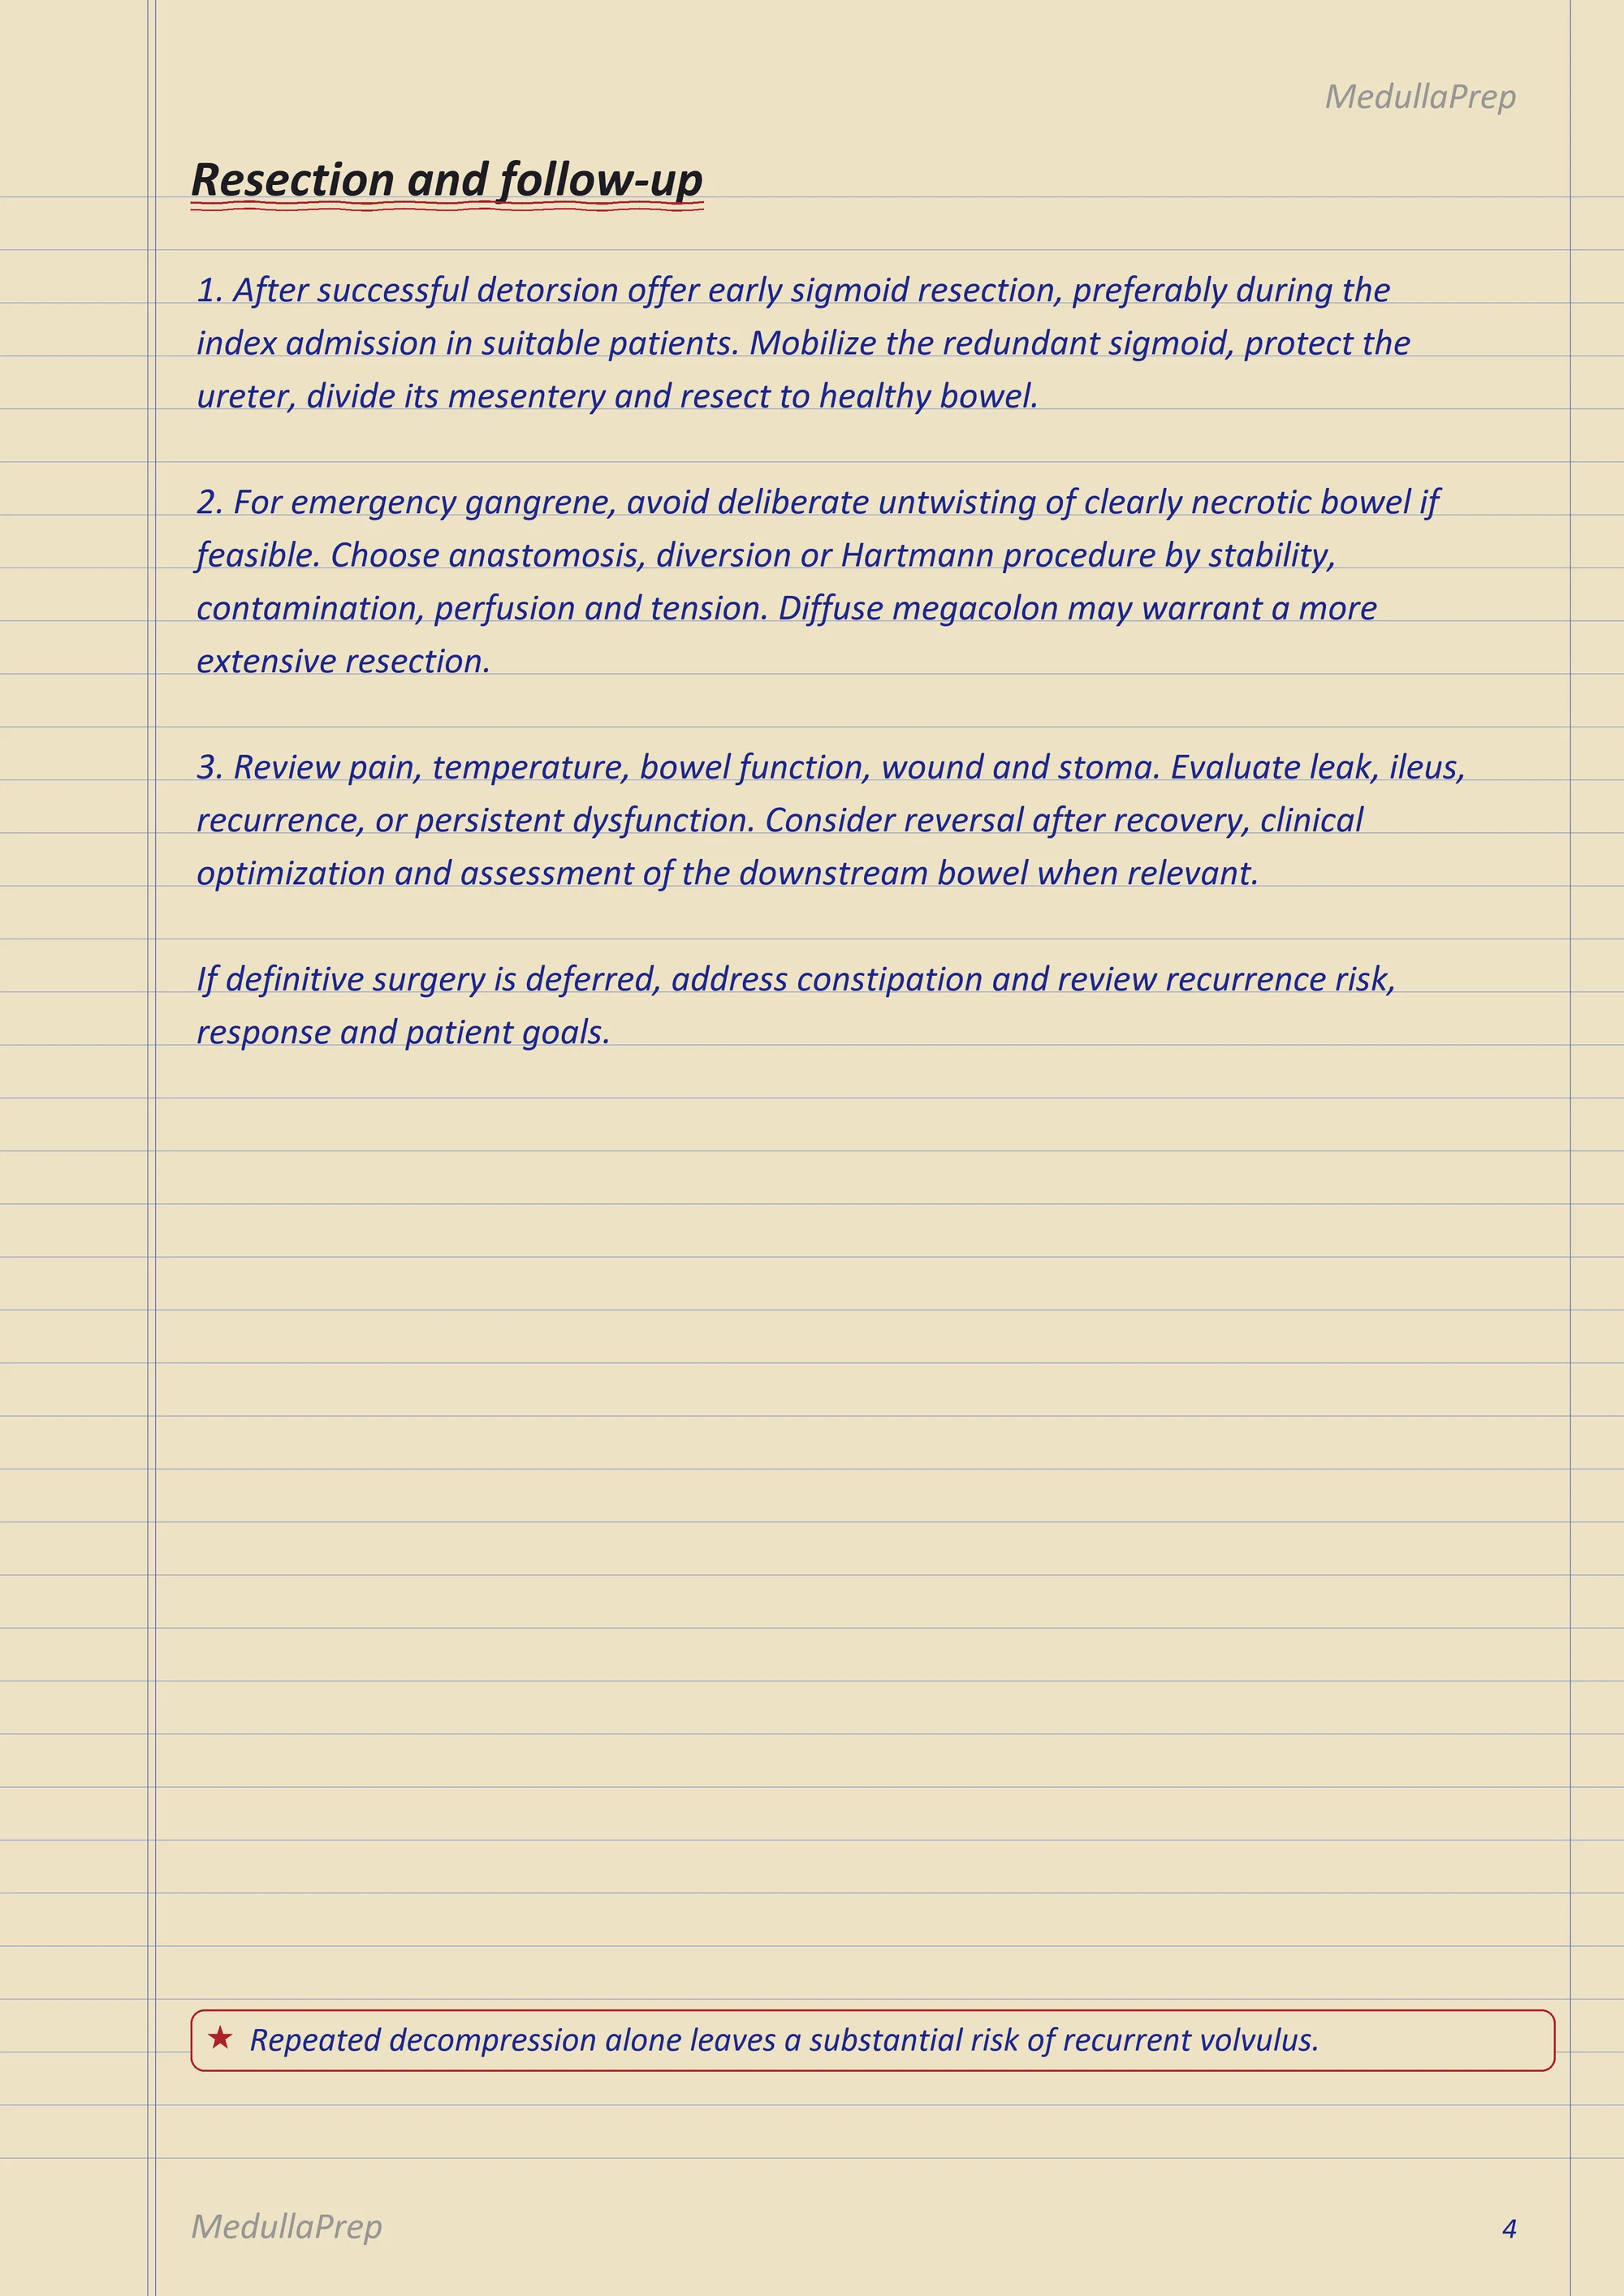 MedullaPrep
Resection and follow-up
1. After successful detorsion offer early sigmoid resection, preferably during the
index admission in suitable patients. Mobilize the redundant sigmoid, protect the
ureter, divide its mesentery and resect to healthy bowel.
2. For emergency gangrene, avoid deliberate untwisting of clearly necrotic bowel if
feasible. Choose anastomosis, diversion or Hartmann procedure by stability,
contamination, perfusion and tension. Diffuse megacolon may warrant a more
extensive resection.
3. Review pain, temperature, bowel function, wound and stoma. Evaluate leak, ileus,
recurrence, or persistent dysfunction. Consider reversal after recovery, clinical
optimization and assessment of the downstream bowel when relevant.
If definitive surgery is deferred, address constipation and review recurrence risk,
response and patient goals.
★ Repeated decompression alone leaves a substantial risk of recurrent volvulus.
MedullaPrep
4